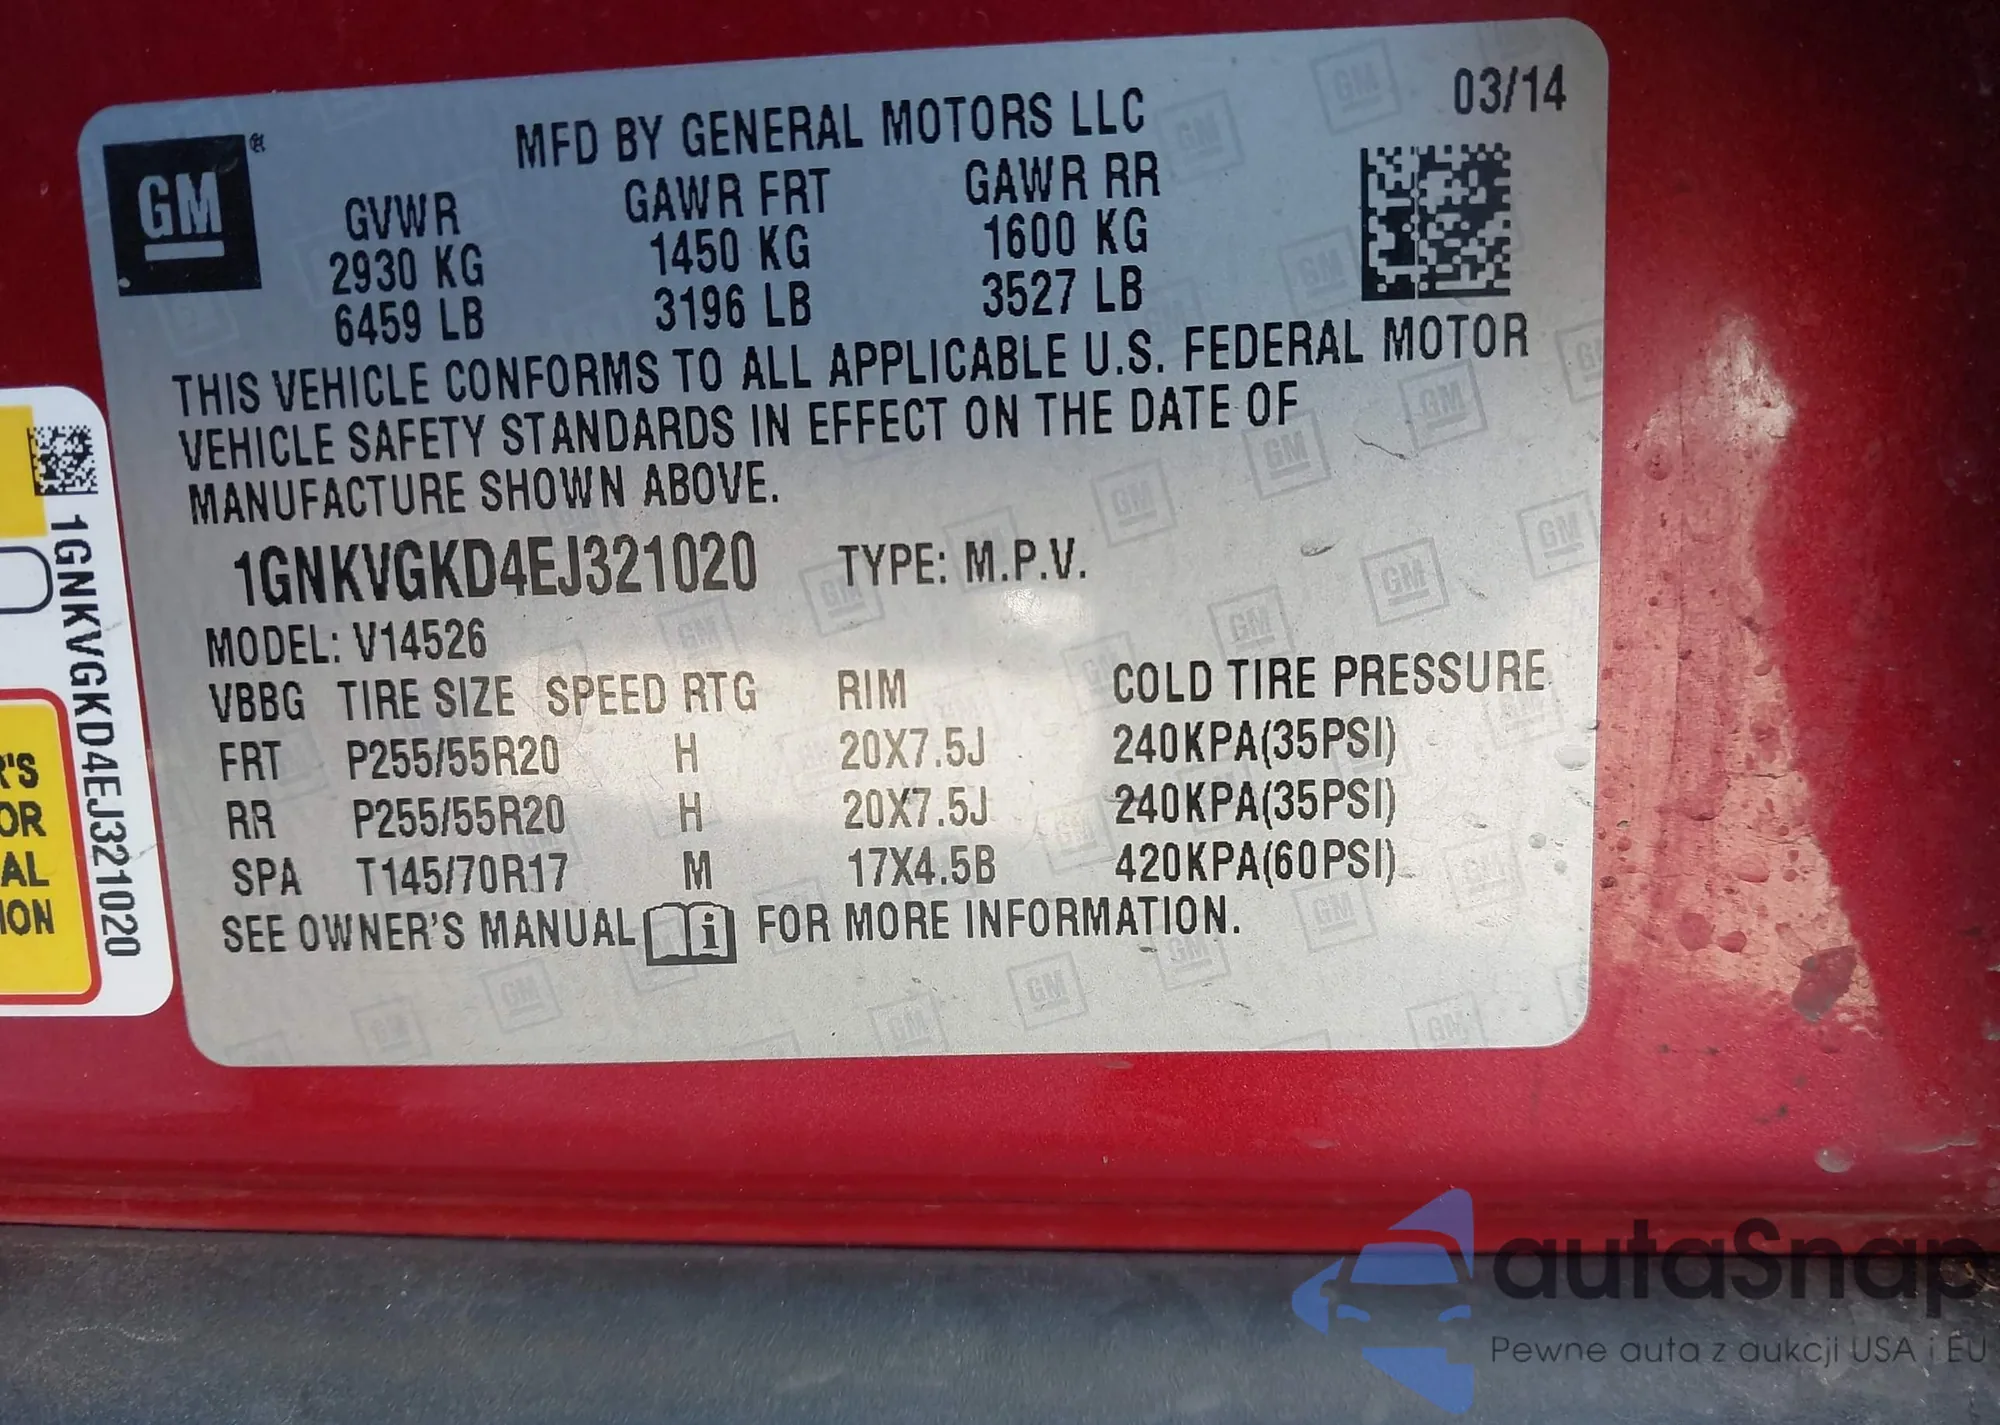 MFD BY GENERAL MOTORS LLC
03/14
GM
GVWR GAWR FRT GAWR RR
2930 KG 1450 KG 1600 KG
6459 LB 3196 LB 3527 LB
THIS VEHICLE CONFORMS TO ALL APPLICABLE U.S. FEDERAL MOTOR
VEHICLE SAFETY STANDARDS IN EFFECT ON THE DATE OF
MANUFACTURE SHOWN ABOVE.
1GNKVGKD4EJ321020 TYPE: M.P.V.
MODEL: V14526
VBBG TIRE SIZE SPEED RTG RIM COLD TIRE PRESSURE
FRT P255/55R20 H 20X7.5J 240KPA(35PSI)
RR P255/55R20 H 20X7.5J 240KPA(35PSI)
SPA T145/70R17 M 17X4.5B 420KPA(60PSI)
SEE OWNER'S MANUAL i FOR MORE INFORMATION.
1GNKVGKD4EJ321020
R'S
OR
AL
ION
autaSnap
Pewne auta z aukcji USA i EU